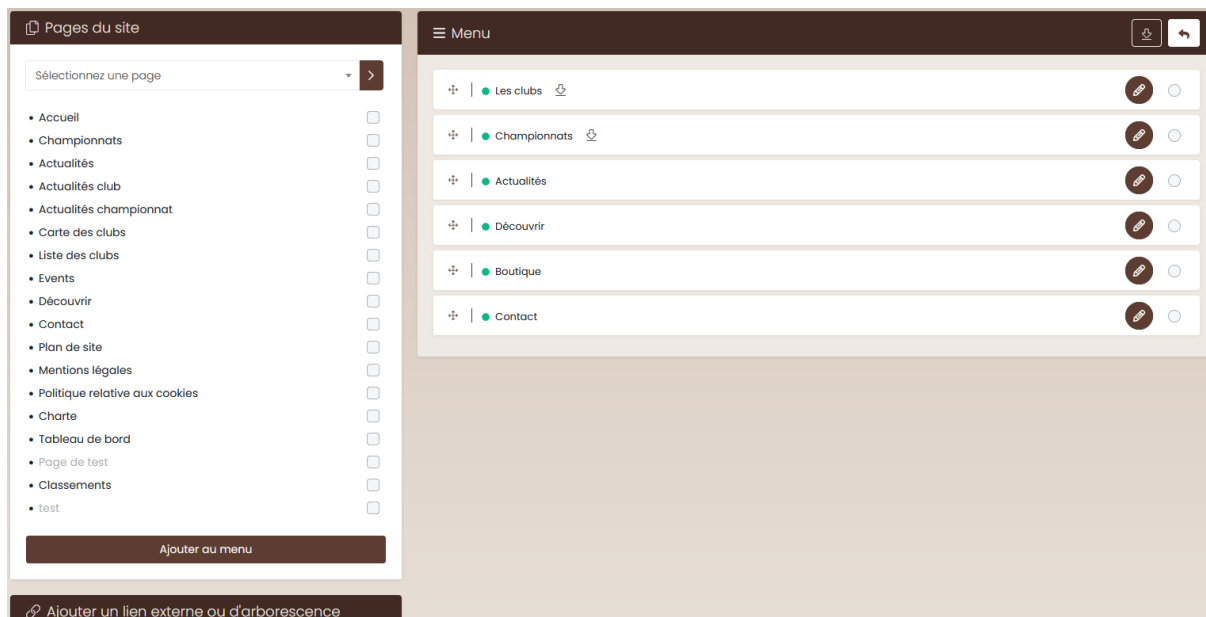 Pages du site
Sélectionnez une page
Accueil
Championnats
Actualités
Actualités club
Actualités championnat
Carte des clubs
Liste des clubs
Events
Découvrir
Contact
Plan de site
Mentions légales
Politique relative aux cookies
Charte
Tableau de bord
Page de test
Classements
test
Ajouter au menu
Ajouter un lien externe ou d'arborescence
Menu
Les clubs
Championnats
Actualités
Découvrir
Boutique
Contact